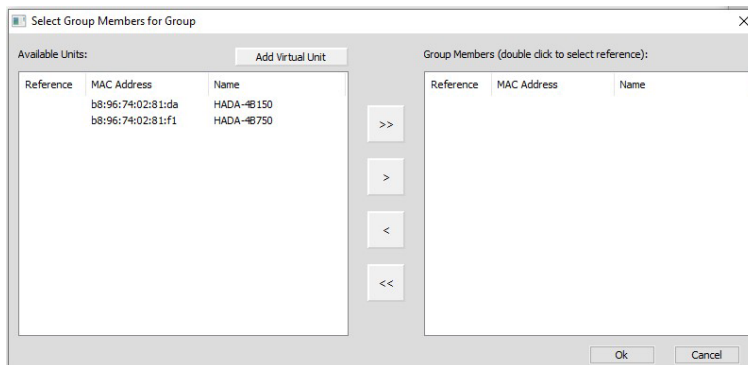 Select Group Members for Group
Available Units:
Add Virtual Unit
Group Members (double click to select reference):
Reference MAC Address Name
Reference MAC Address Name
b8:96:74:02:81:da HADA-4B150
b8:96:74:02:81:f1 HADA-4B750
>>
>
<
<<
Ok Cancel